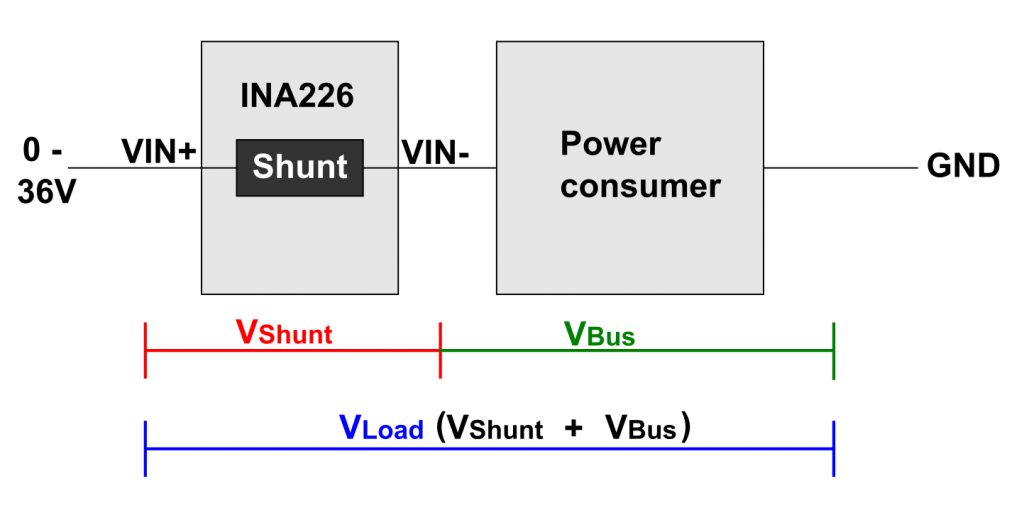 INA226
0 -
36V
VIN+
Shunt
VIN-
Power
consumer
GND
VShunt
VBus
VLoad (VShunt + VBus)